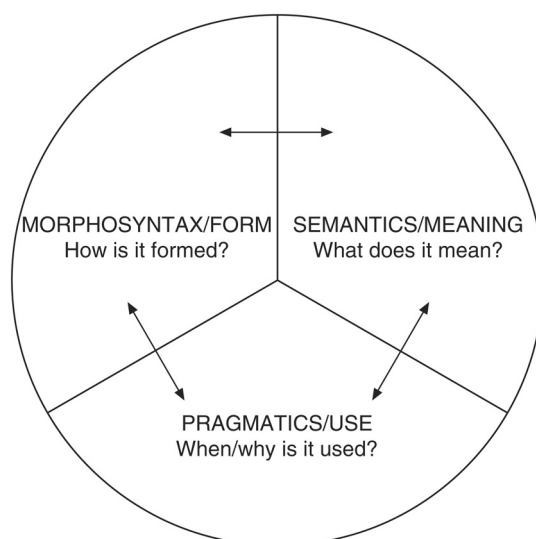 MORPHOSYNTAX/FORM
How is it formed?
SEMANTICS/MEANING
What does it mean?
PRAGMATICS/USE
When/why is it used?